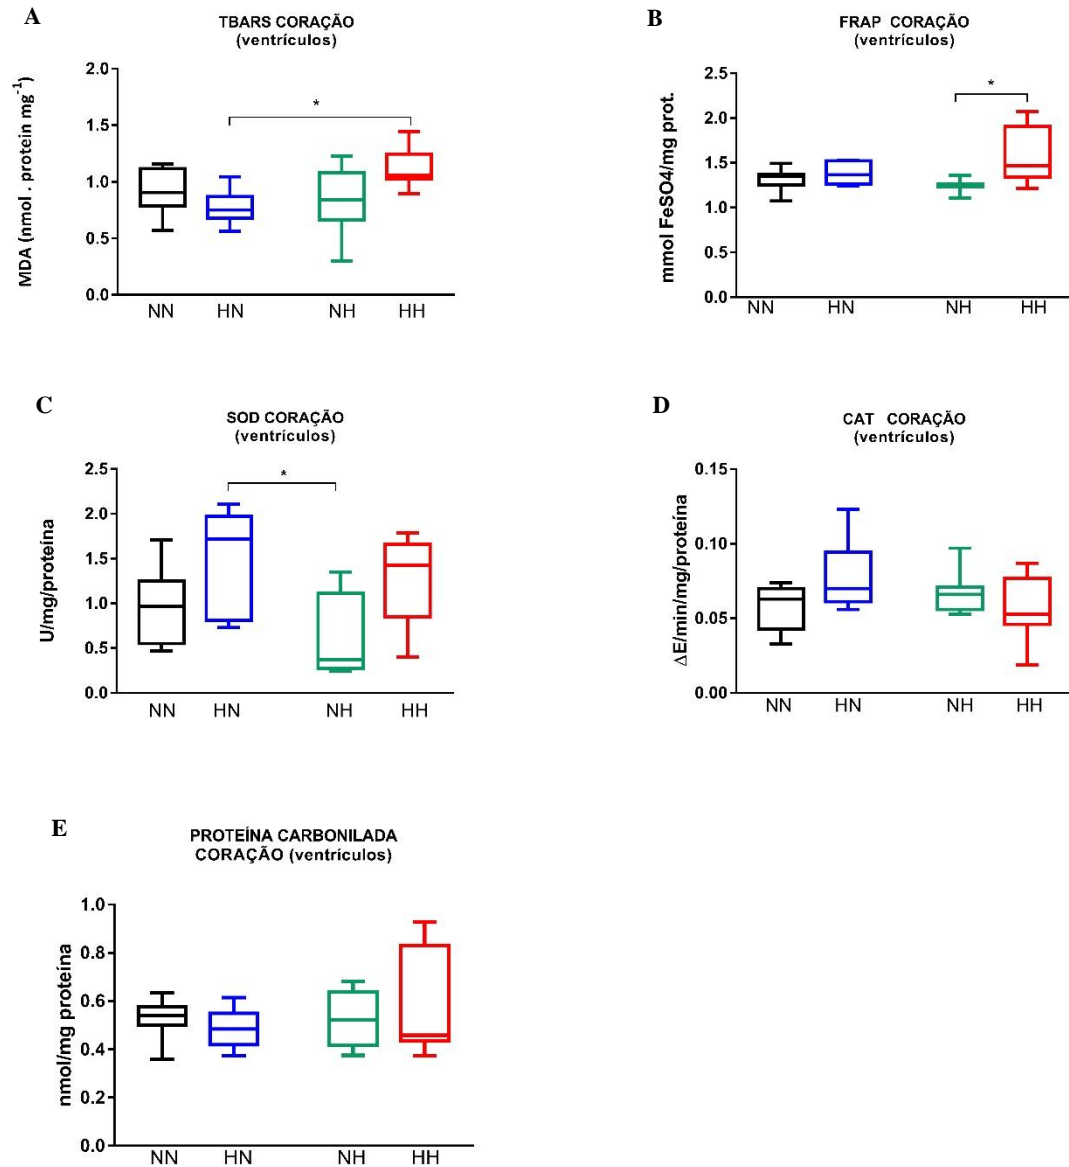 A
TBARS CORAÇÃO
(ventrículos)
MDA (nmol . protein mg-1)
2.0
1.5
1.0
0.5
0.0
*
NN HN NH HH
B
FRAP CORAÇÃO
(ventrículos)
mmol FeSO4/mg prot.
2.5
2.0
1.5
1.0
0.5
0.0
*
NN HN NH HH
C
SOD CORAÇÃO
(ventrículos)
U/mg/proteína
2.5
2.0
1.5
1.0
0.5
0.0
*
NN HN NH HH
D
CAT CORAÇÃO
(ventrículos)
ΔE/min/mg/proteína
0.15
0.10
0.05
0.00
NN HN NH HH
E
PROTEÍNA CARBONILADA
CORAÇÃO (ventrículos)
nmol/mg proteína
1.0
0.8
0.6
0.4
0.2
0.0
NN HN NH HH